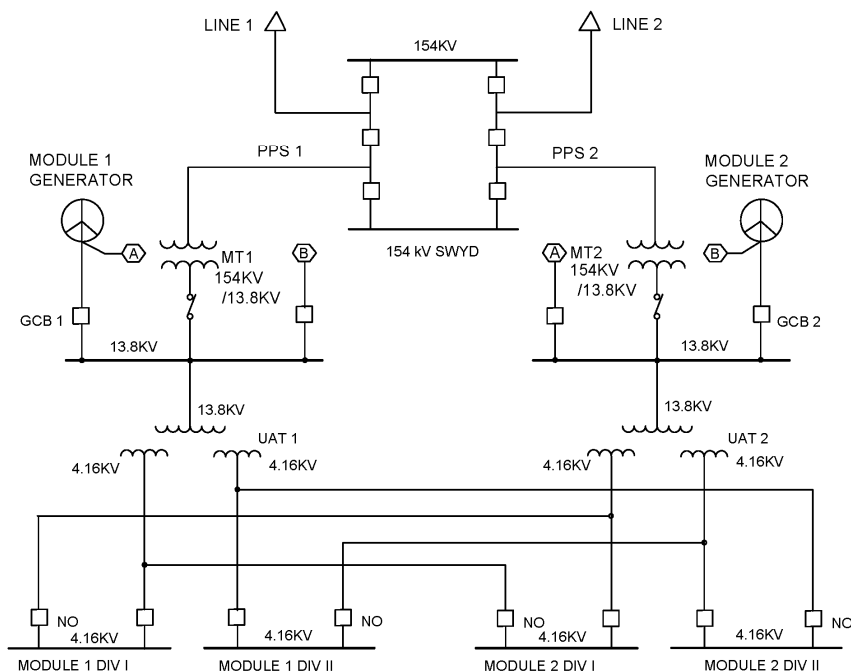 LINE 1
154KV
LINE 2
PPS 1
PPS 2
MODULE 1
GENERATOR
MODULE 2
GENERATOR
A
MT1
154KV
/13.8KV
B
154 kV SWYD
A
MT2
154KV
/13.8KV
B
GCB 1
GCB 2
13.8KV
13.8KV
13.8KV
13.8KV
UAT 1
UAT 2
4.16KV
4.16KV
4.16KV
4.16KV
NO
NO
NO
NO
4.16KV
4.16KV
4.16KV
4.16KV
MODULE 1 DIV I
MODULE 1 DIV II
MODULE 2 DIV I
MODULE 2 DIV II